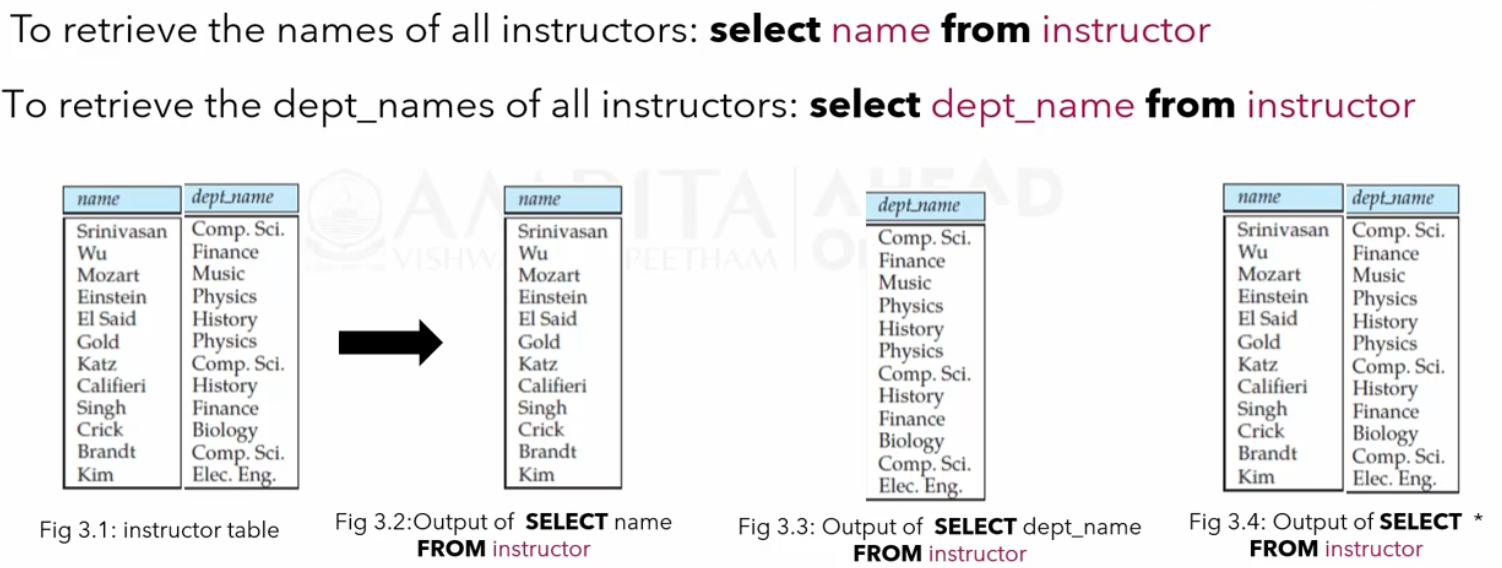 To retrieve the names of all instructors: select name from instructor
To retrieve the dept_names of all instructors: select dept_name from instructor
name dept_name
Srinivasan Comp. Sci.
Wu Finance
Mozart Music
Einstein Physics
El Said History
Gold Physics
Katz Comp. Sci.
Califieri History
Singh Finance
Crick Biology
Brandt Comp. Sci.
Kim Elec. Eng.
Fig 3.1: instructor table
name
Srinivasan
Wu
Mozart
Einstein
El Said
Gold
Katz
Califieri
Singh
Crick
Brandt
Kim
Fig 3.2:Output of SELECT name
FROM instructor
dept_name
Comp. Sci.
Finance
Music
Physics
History
Physics
Comp. Sci.
History
Finance
Biology
Comp. Sci.
Elec. Eng.
Fig 3.3: Output of SELECT dept_name
FROM instructor
name dept_name
Srinivasan Comp. Sci.
Wu Finance
Mozart Music
Einstein Physics
El Said History
Gold Physics
Katz Comp. Sci.
Califieri History
Singh Finance
Crick Biology
Brandt Comp. Sci.
Kim Elec. Eng.
Fig 3.4: Output of SELECT *
FROM instructor
PEETHAM